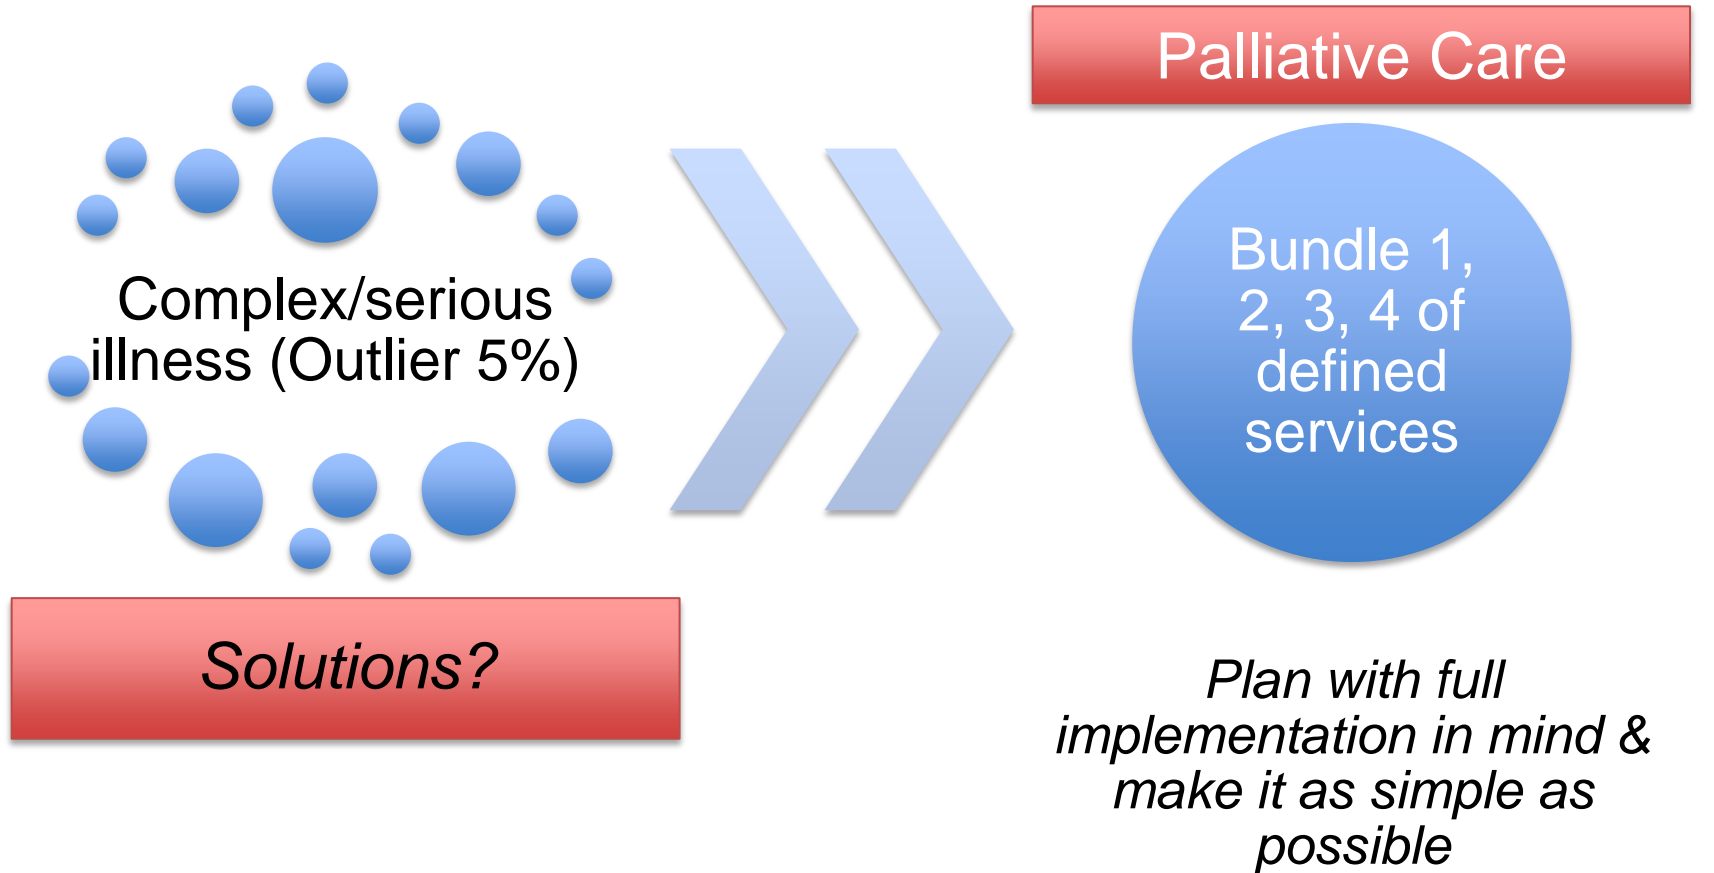 Complex/serious
illness (Outlier 5%)
Solutions?
Palliative Care
Bundle 1,
2, 3, 4 of
defined
services
Plan with full
implementation in mind &
make it as simple as
possible